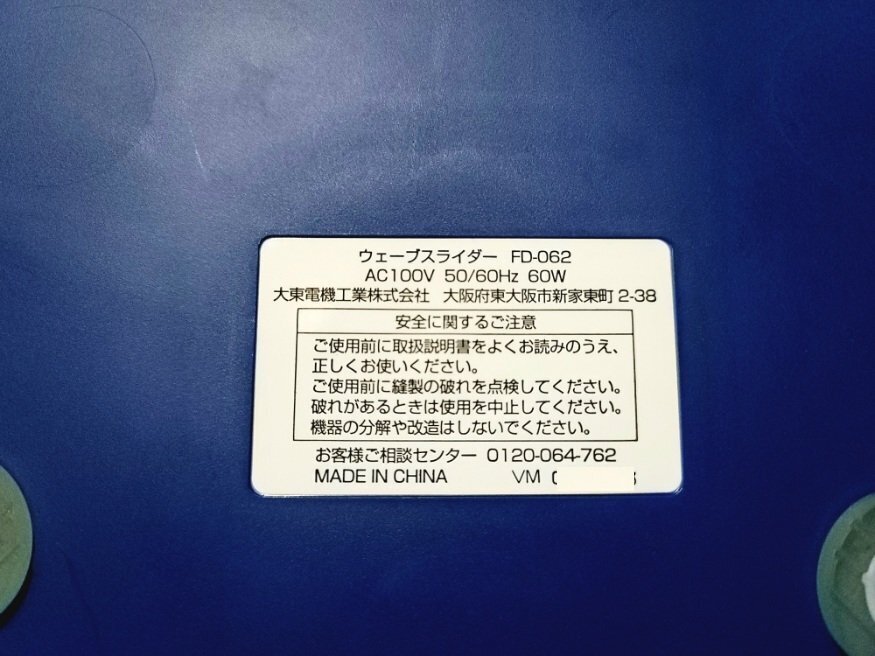 ウェーブスライダー FD-062
AC100V 50/60Hz 60W
大東電機工業株式会社 大阪府東大阪市新家東町2-38
安全に関するご注意
ご使用前に取扱説明書をよくお読みのうえ、
正しくお使いください。
ご使用前に縫製の破れを点検してください。
破れがあるときは使用を中止してください。
機器の分解や改造はしないでください。
お客様ご相談センター 0120-064-762
MADE IN CHINA VM